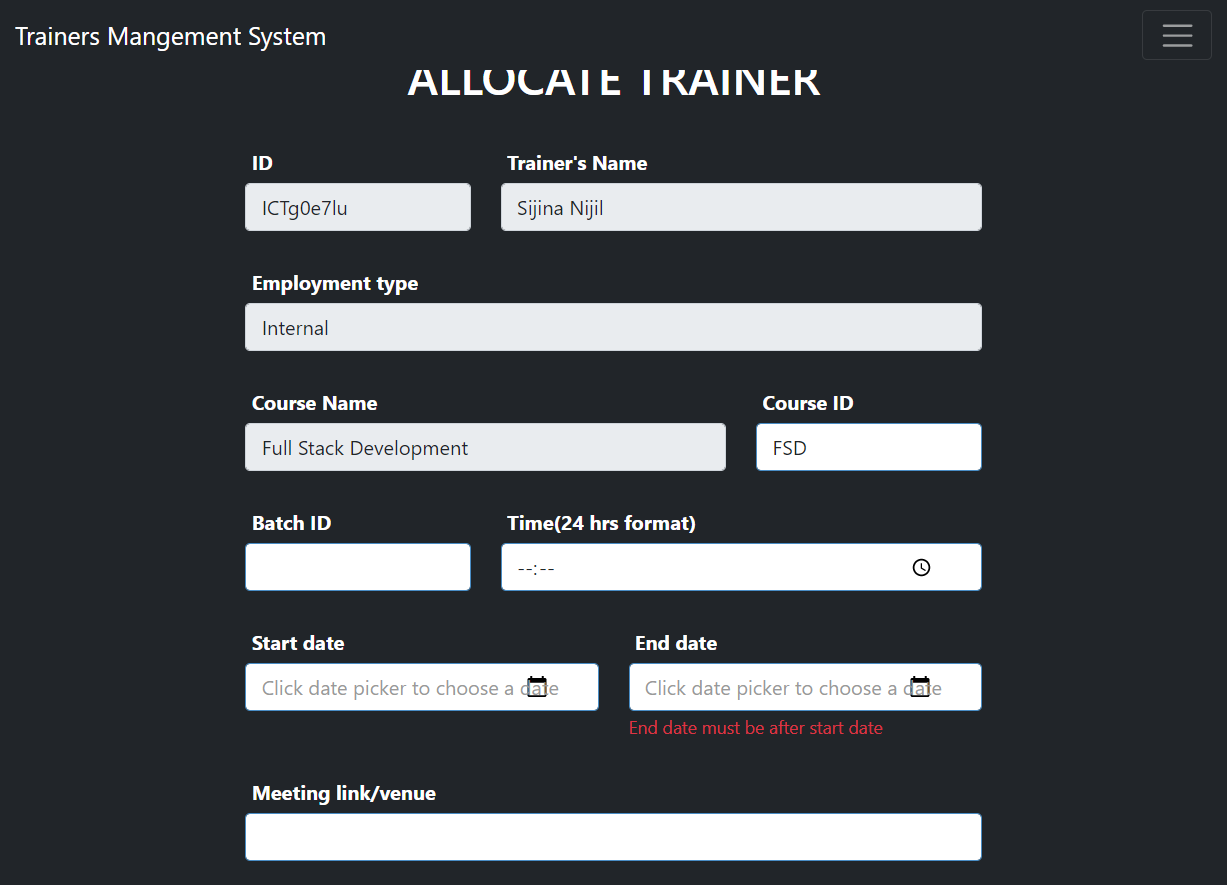 Trainers Mangement System
ALLOCATE TRAINER
ID Trainer's Name
ICTg0e7lu Sijina Nijil
Employment type
Internal
Course Name Course ID
Full Stack Development FSD
Batch ID Time(24 hrs format)
--:--
Start date End date
Click date picker to choose a date Click date picker to choose a date
End date must be after start date
Meeting link/venue